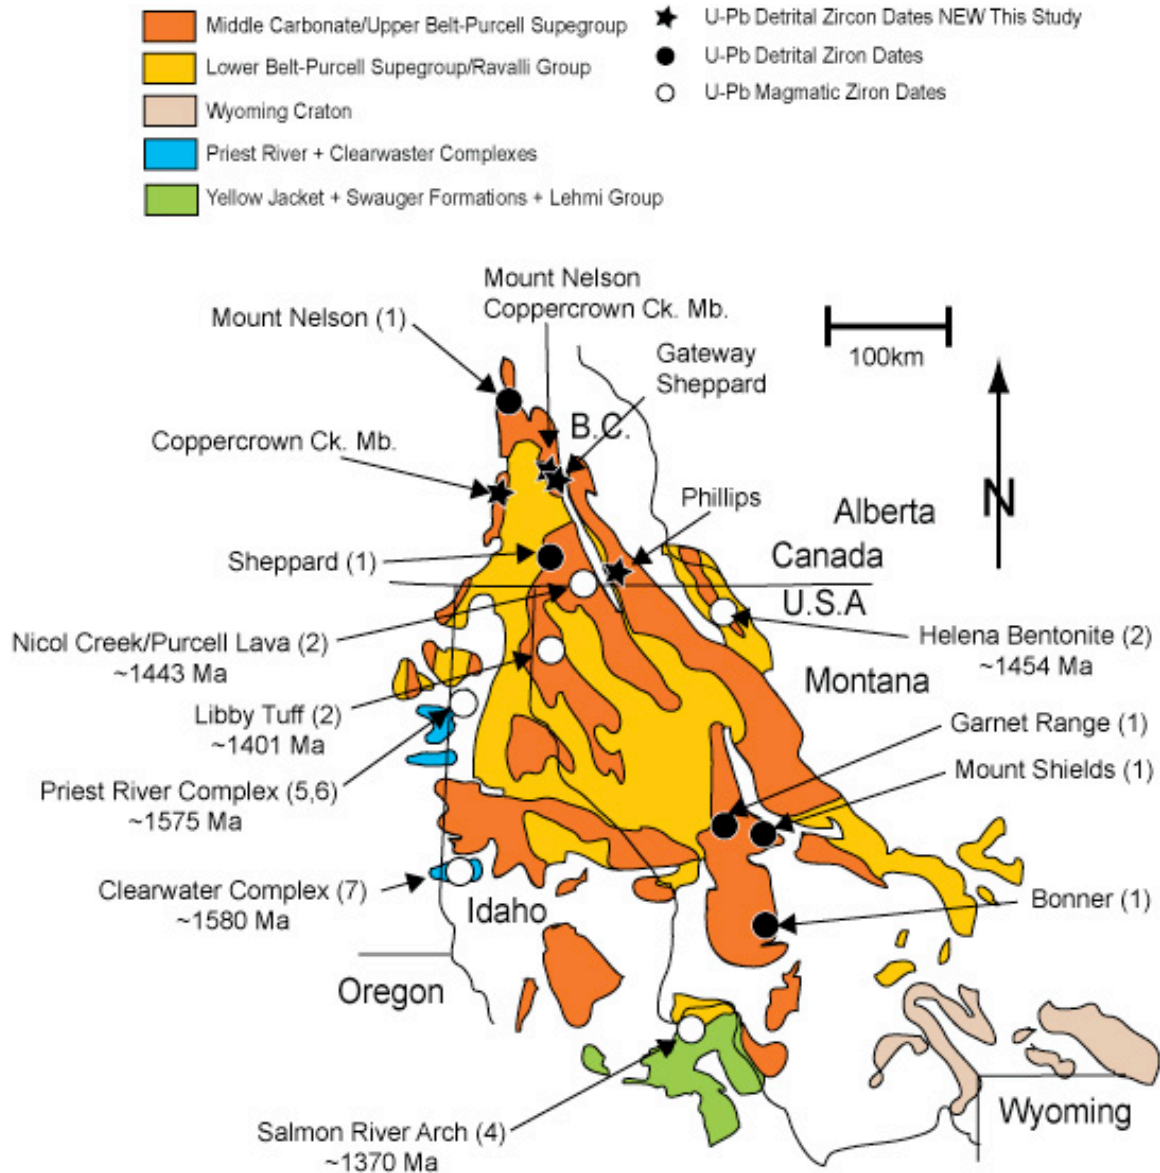 Middle Carbonate/Upper Belt-Purcell Supegroup
Lower Belt-Purcell Supegroup/Ravalli Group
Wyoming Craton
Priest River + Clearwaster Complexes
Yellow Jacket + Swauger Formations + Lehmi Group
U-Pb Detrital Zircon Dates NEW This Study
U-Pb Detrital Ziron Dates
U-Pb Magmatic Ziron Dates
Mount Nelson
Coppercrown Ck. Mb.
Mount Nelson (1)
100km
Gateway
Sheppard
B.C.
Coppercrown Ck. Mb.
N
Phillips
Alberta
Sheppard (1)
Canada
U.S.A
Nicol Creek/Purcell Lava (2)
~1443 Ma
Helena Bentonite (2)
~1454 Ma
Montana
Libby Tuff (2)
~1401 Ma
Garnet Range (1)
Mount Shields (1)
Priest River Complex (5,6)
~1575 Ma
Clearwater Complex (7)
~1580 Ma
Idaho
Bonner (1)
Oregon
Wyoming
Salmon River Arch (4)
~1370 Ma